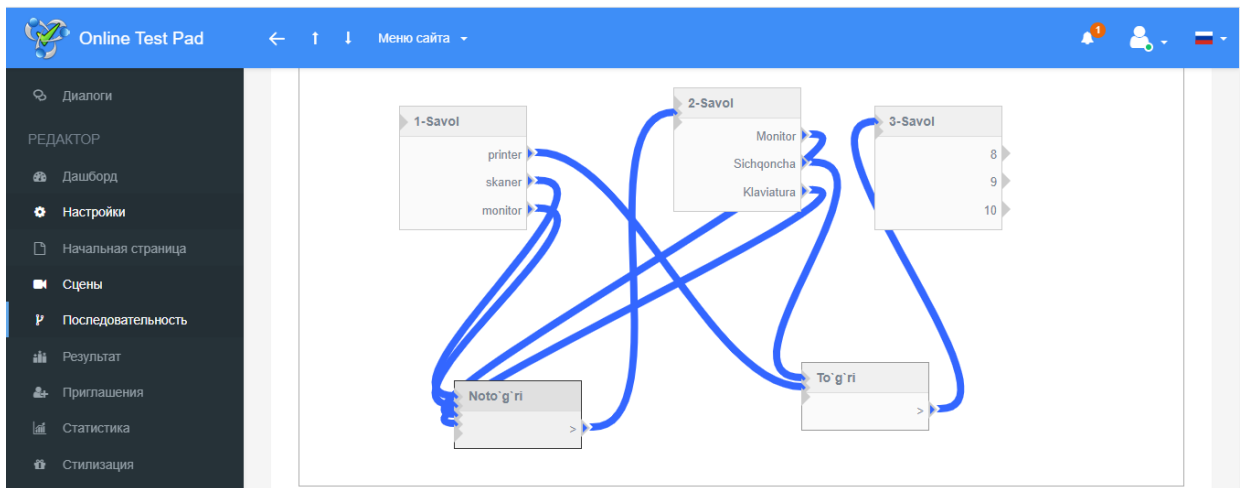 Online Test Pad
Меню сайта
1
Диалоги
РЕДАКТОР
Дашборд
Настройки
Начальная страница
Сцены
Последовательность
Результат
Приглашения
Статистика
Стилизация
1-Savol
printer
skaner
monitor
2-Savol
Monitor
Sichqoncha
Klaviatura
3-Savol
8
9
10
Noto`g`ri
>
To`g`ri
>